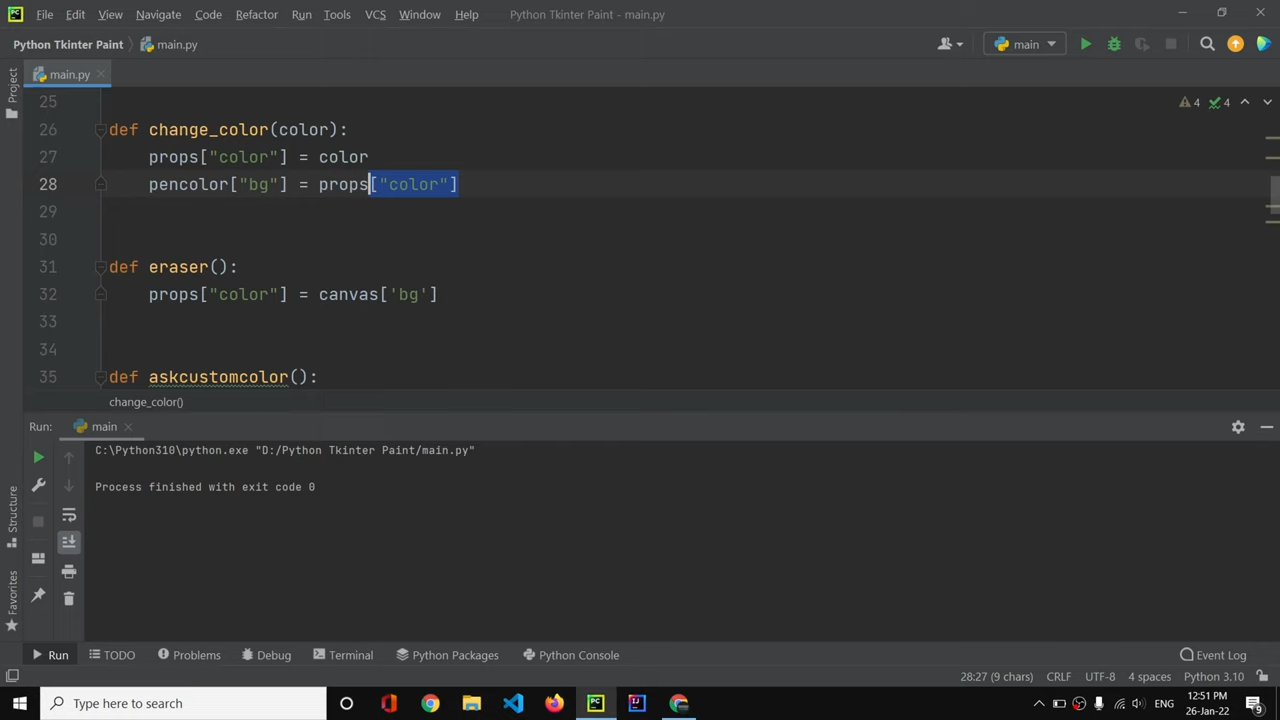 File Edit View Navigate Code Refactor Run Tools VCS Window Help Python Tkinter Paint - main.py
Python Tkinter Paint main.py main
Project
main.py
25 4 4
26 def change_color(color):
27 props["color"] = color
28 pencolor["bg"] = props["color"]
29
30
31 def eraser():
32 props["color"] = canvas['bg']
33
34
35 def askcustomcolor():
change_color()
Run: main
C:\Python310\python.exe "D:/Python Tkinter Paint/main.py"
Process finished with exit code 0
Structure
Favorites
Run TODO Problems Debug Terminal Python Packages Python Console Event Log
28:27 (9 chars) CRLF UTF-8 4 spaces Python 3.10
Type here to search
ENG
12:51 PM
26-Jan-22
9